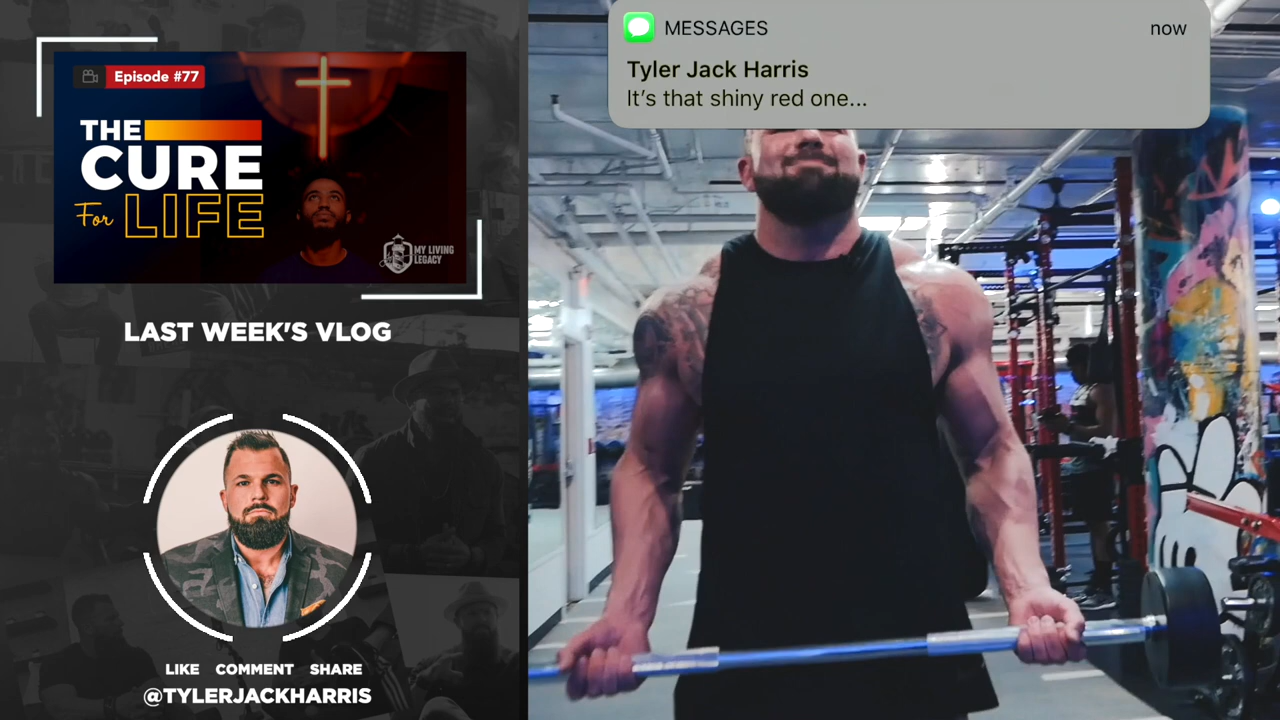 Episode #77
THE
CURE
For LIFE
MY LIVING
LEGACY
LAST WEEK'S VLOG
LIKE COMMENT SHARE
@TYLERJACKHARRIS
MESSAGES now
Tyler Jack Harris
It's that shiny red one...